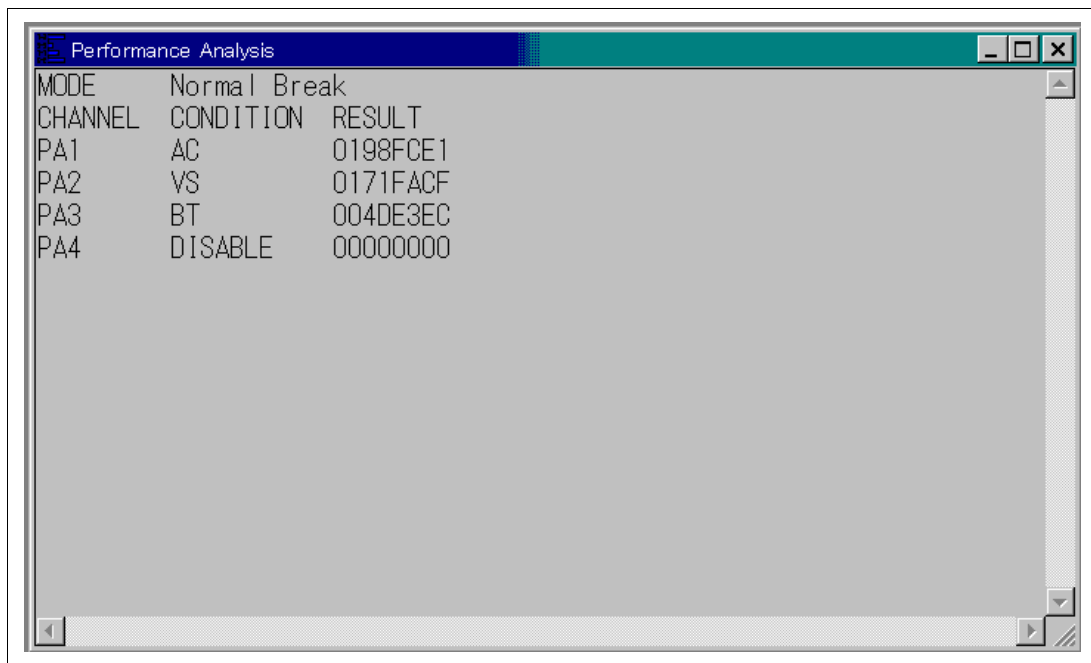 Performance Analysis
MODE Normal Break
CHANNEL CONDITION RESULT
PA1 AC 0198FCE1
PA2 VS 0171FACF
PA3 BT 004DE3EC
PA4 DISABLE 00000000